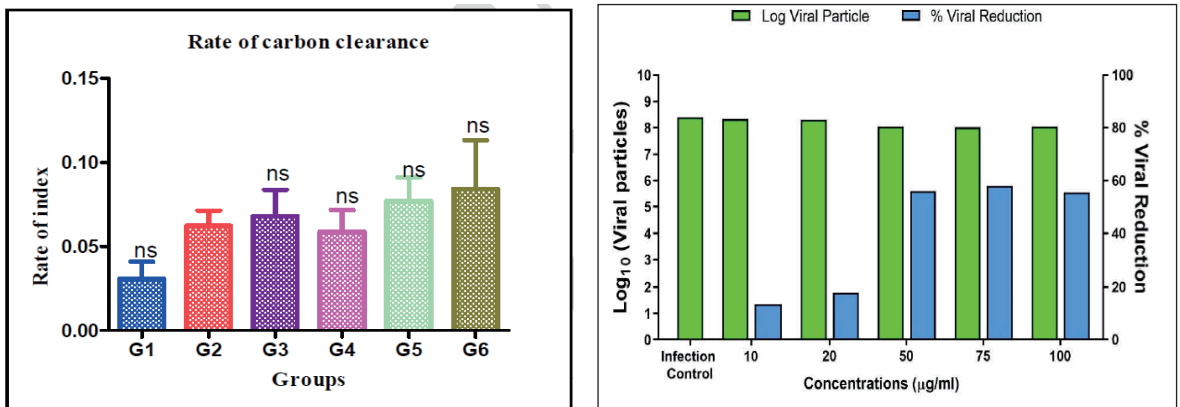 Rate of carbon clearance
Rate of index
0.15
0.10
0.05
0.00
ns
ns
ns
ns
ns
G1 G2 G3 G4 G5 G6
Groups
Log Viral Particle % Viral Reduction
Log10 (Viral particles)
10
9
8
7
6
5
4
3
2
1
0
100
80
60
40
20
0
% Viral Reduction
Infection Control 10 20 50 75 100
Concentrations (μg/ml)